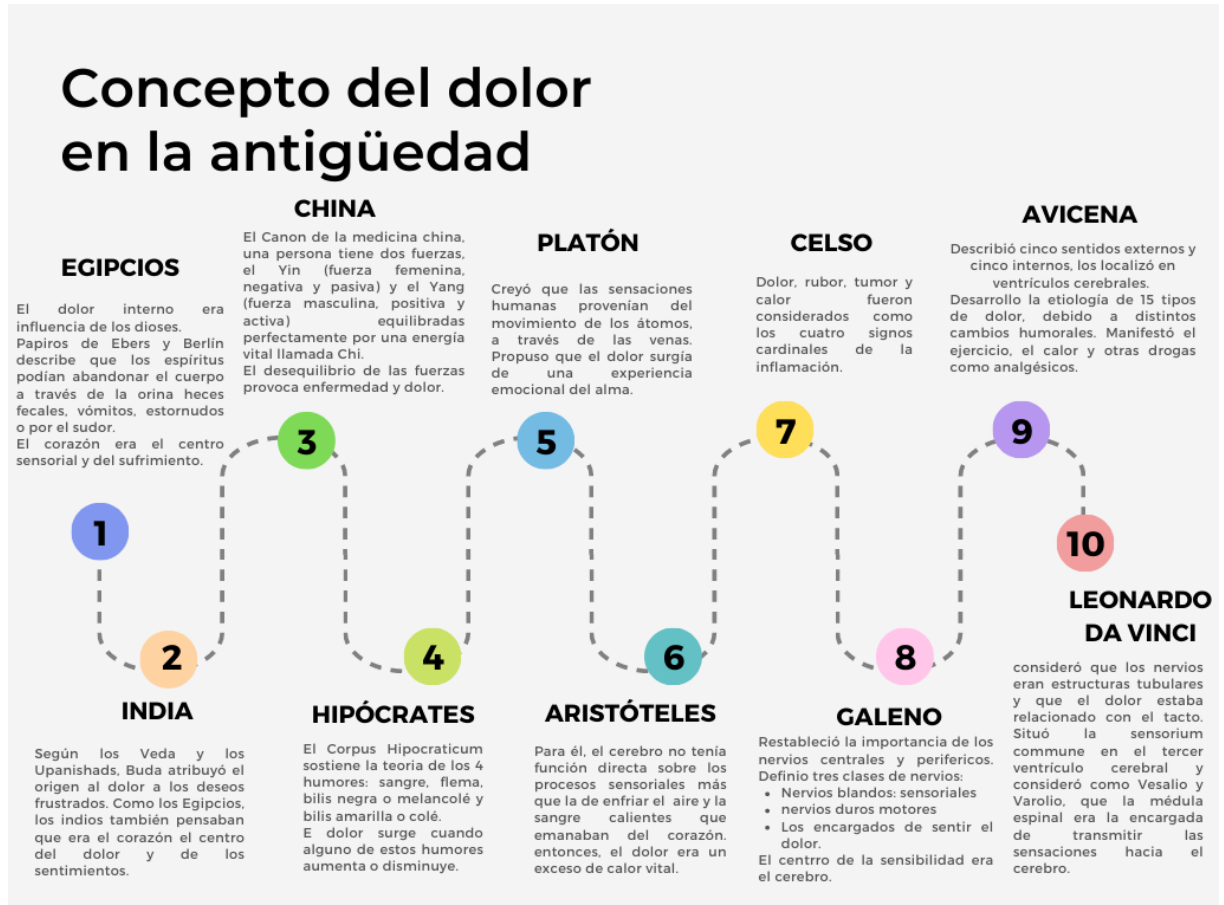 Concepto del dolor
en la antigüedad
EGIPCIOS
El dolor interno era
influencia de los dioses.
Papiros de Ebers y Berlín
describe que los espíritus
podían abandonar el cuerpo
a través de la orina heces
fecales, vómitos, estornudos
o por el sudor.
El corazón era el centro
sensorial y del sufrimiento.
1
2
INDIA
Según los Veda y los
Upanishads, Buda atribuyó el
origen al dolor a los deseos
frustrados. Como los Egipcios,
los indios también pensaban
que era el corazón el centro
del dolor y de los
sentimientos.
CHINA
El Canon de la medicina china,
una persona tiene dos fuerzas,
el Yin (fuerza femenina,
negativa y pasiva) y el Yang
(fuerza masculina, positiva y
activa) equilibradas
perfectamente por una energía
vital llamada Chi.
El desequilibrio de las fuerzas
provoca enfermedad y dolor.
3
4
HIPÓCRATES
El Corpus Hipocraticum
sostiene la teoria de los 4
humores: sangre, flema,
bilis negra o melancolé y
bilis amarilla o colé.
E dolor surge cuando
alguno de estos humores
aumenta o disminuye.
PLATÓN
Creyó que las sensaciones
humanas provenían del
movimiento de los átomos,
a través de las venas.
Propuso que el dolor surgía
de una experiencia
emocional del alma.
5
6
ARISTÓTELES
Para él, el cerebro no tenía
función directa sobre los
procesos sensoriales más
que la de enfriar el aire y la
sangre calientes que
emanaban del corazón.
entonces, el dolor era un
exceso de calor vital.
CELSO
Dolor, rubor, tumor y
calor fueron
considerados como
los cuatro signos
cardinales de la
inflamación.
7
8
GALENO
Restableció la importancia de los
nervios centrales y perifericos.
Definio tres clases de nervios:
• Nervios blandos: sensoriales
• nervios duros motores
• Los encargados de sentir el
dolor.
El centrro de la sensibilidad era
el cerebro.
AVICENA
Describió cinco sentidos externos y
cinco internos, los localizó en
ventrículos cerebrales.
Desarrollo la etiología de 15 tipos
de dolor, debido a distintos
cambios humorales. Manifestó el
ejercicio, el calor y otras drogas
como analgésicos.
9
10
LEONARDO
DA VINCI
consideró que los nervios
eran estructuras tubulares
y que el dolor estaba
relacionado con el tacto.
Situó la sensorium
commune en el tercer
ventrículo cerebral y
consideró como Vesalio y
Varolio, que la médula
espinal era la encargada
de transmitir las
sensaciones hacia el
cerebro.